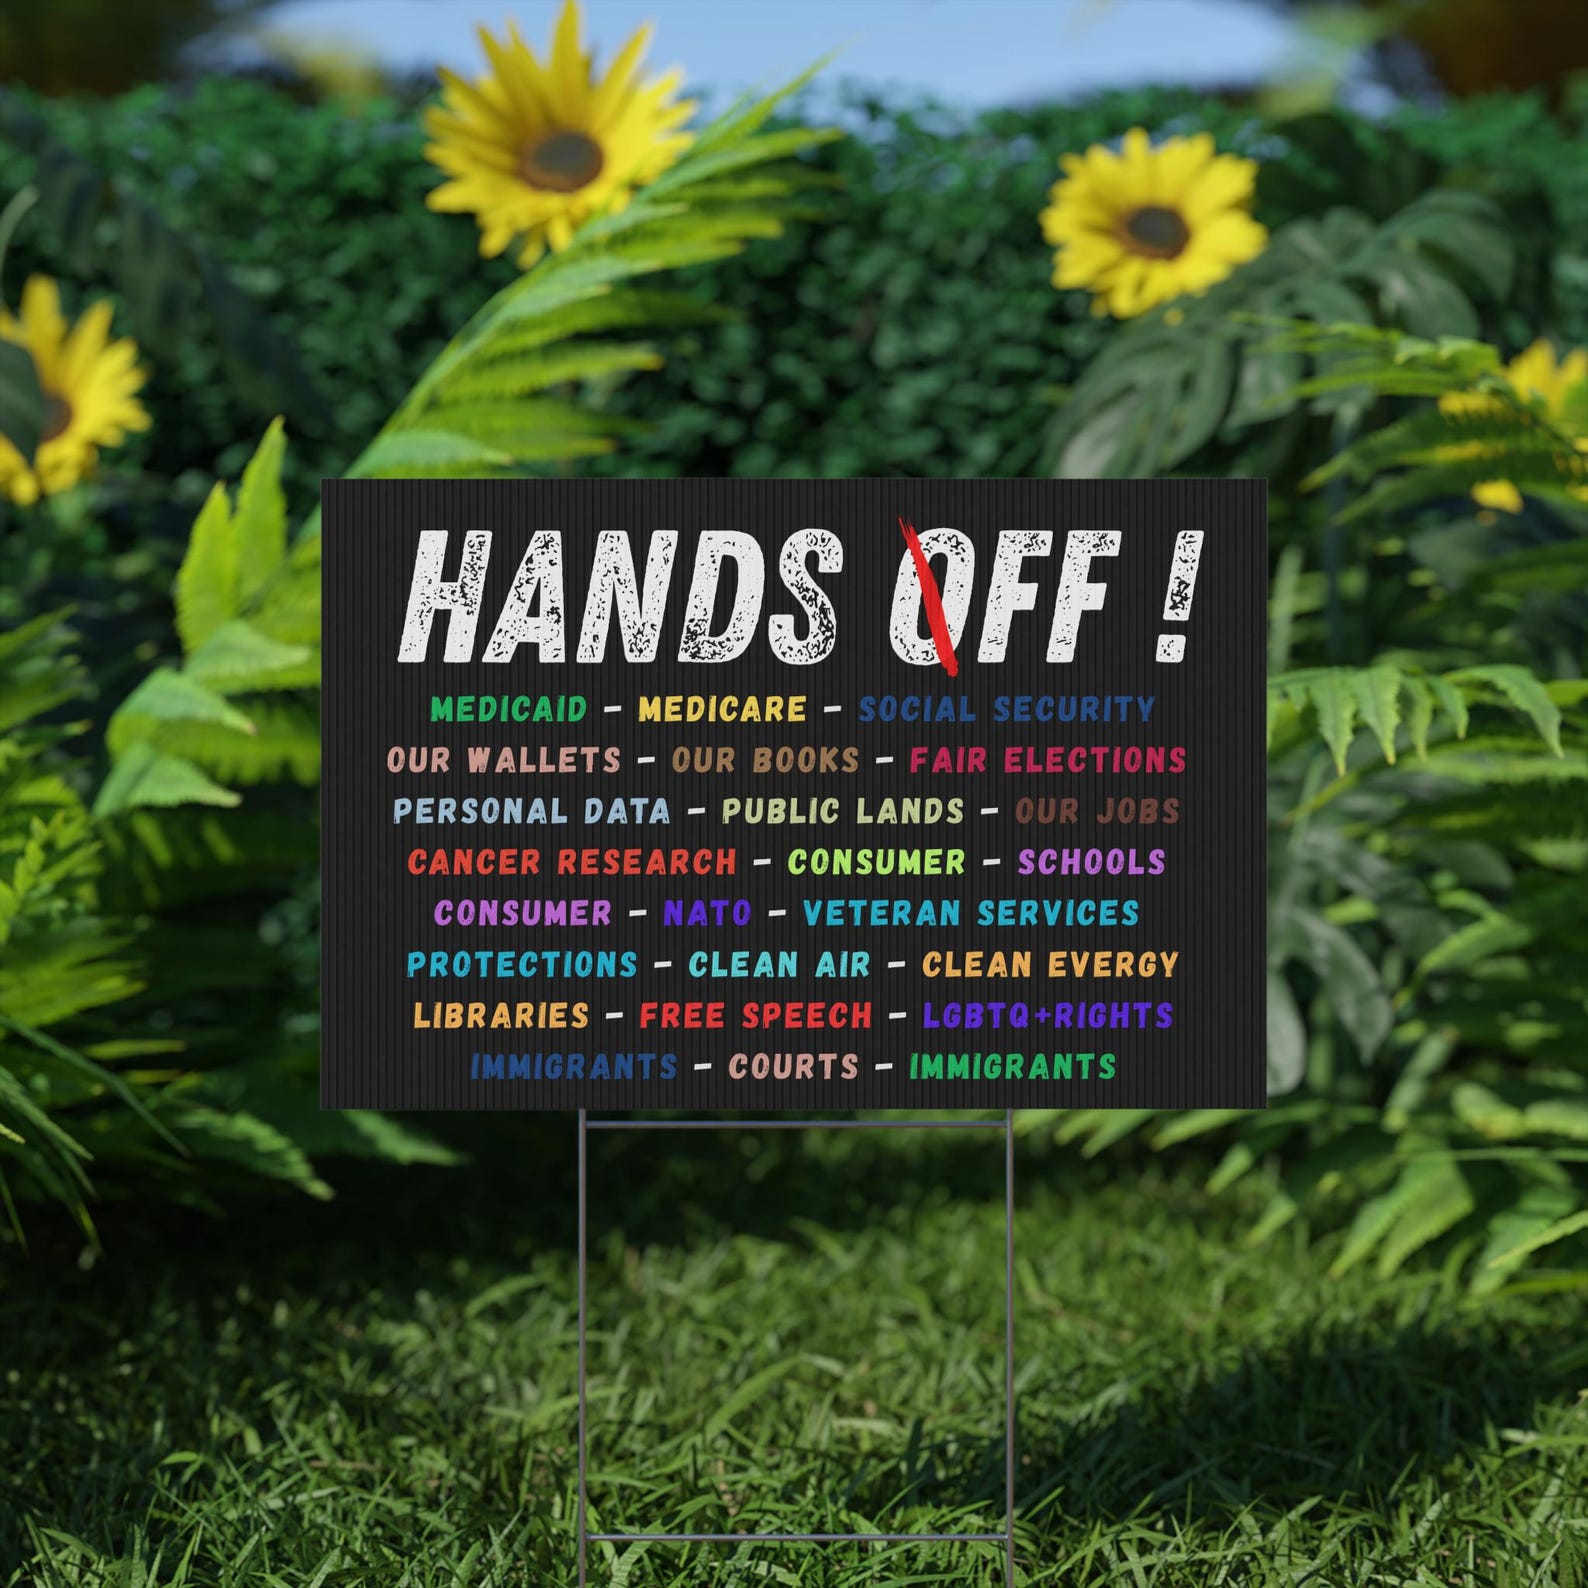 HANDS OFF !
MEDICAID - MEDICARE - SOCIAL SECURITY
OUR WALLETS - OUR BOOKS - FAIR ELECTIONS
PERSONAL DATA - PUBLIC LANDS - OUR JOBS
CANCER RESEARCH - CONSUMER - SCHOOLS
CONSUMER - NATO - VETERAN SERVICES
PROTECTIONS - CLEAN AIR - CLEAN EVERGY
LIBRARIES - FREE SPEECH - LGBTQ+RIGHTS
IMMIGRANTS - COURTS - IMMIGRANTS